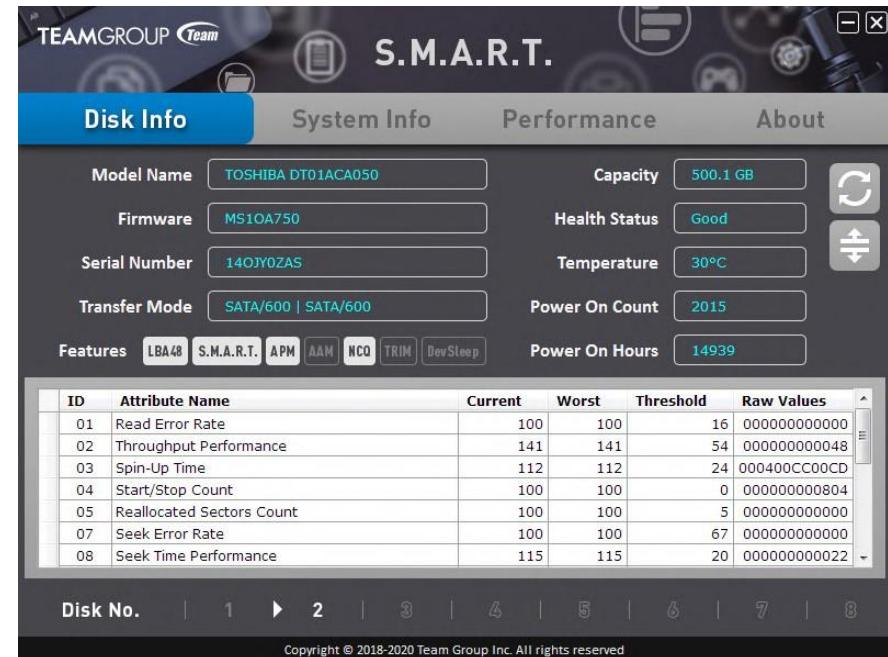 TEAMGROUP Team
S.M.A.R.T.
Disk Info System Info Performance About
Model Name TOSHIBA DT01ACA050 Capacity 500.1 GB
Firmware MS1OA750 Health Status Good
Serial Number 14OJY0ZAS Temperature 30°C
Transfer Mode SATA/600 | SATA/600 Power On Count 2015
Features LBA48 S.M.A.R.T. APM AAM NCQ TRIM DevSleep Power On Hours 14939
ID Attribute Name Current Worst Threshold Raw Values
01 Read Error Rate 100 100 16 000000000000
02 Throughput Performance 141 141 54 000000000048
03 Spin-Up Time 112 112 24 000400CC00CD
04 Start/Stop Count 100 100 0 000000000804
05 Reallocated Sectors Count 100 100 5 000000000000
07 Seek Error Rate 100 100 67 000000000000
08 Seek Time Performance 115 115 20 000000000022
Disk No. | 1 2 | 3 | 4 | 5 | 6 | 7 | 8
Copyright © 2018-2020 Team Group Inc. All rights reserved